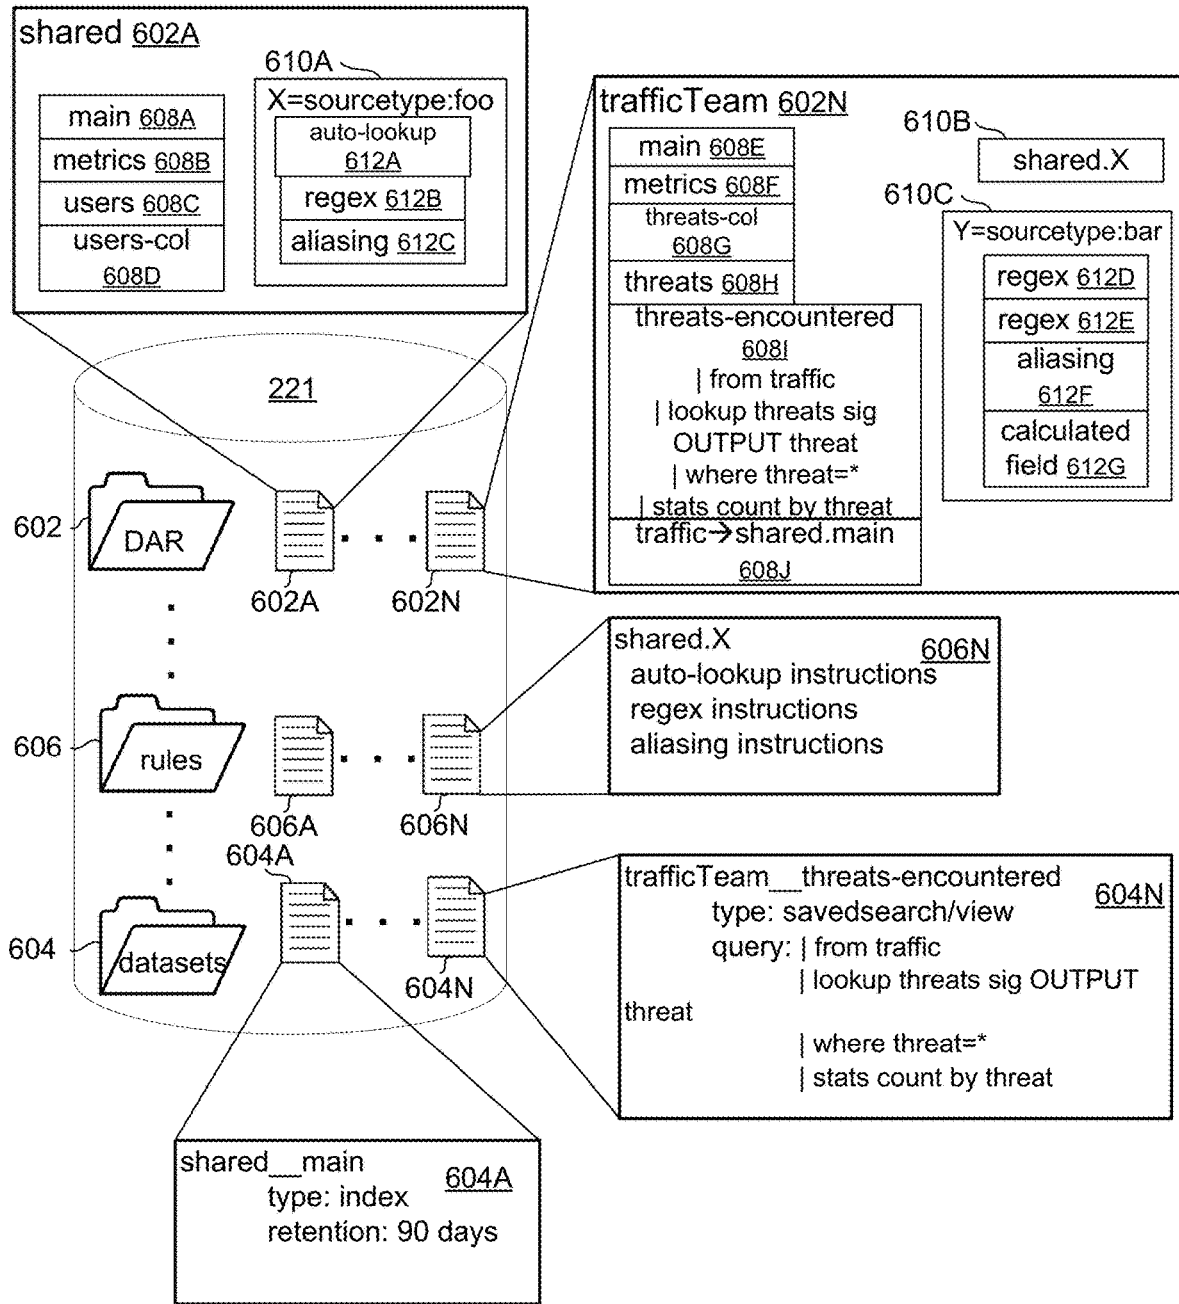 shared 602A
610A
X=sourcetype:foo
auto-lookup
612A
regex 612B
aliasing 612C
main 608A
metrics 608B
users 608C
users-col
608D
trafficTeam 602N
main 608E
metrics 608F
threats-col
608G
threats 608H
threats-encountered
608I
| from traffic
| lookup threats sig
OUTPUT threat
| where threat=*
| stats count by threat
traffic→shared.main
608J
610B
shared.X
610C
Y=sourcetype:bar
regex 612D
regex 612E
aliasing
612F
calculated
field 612G
221
602
DAR
602A
602N
606
rules
606A
606N
shared.X
606N
auto-lookup instructions
regex instructions
aliasing instructions
604
datasets
604A
604N
trafficTeam__threats-encountered
604N
type: savedsearch/view
query: | from traffic
| lookup threats sig OUTPUT
threat
| where threat=*
| stats count by threat
shared__main
604A
type: index
retention: 90 days